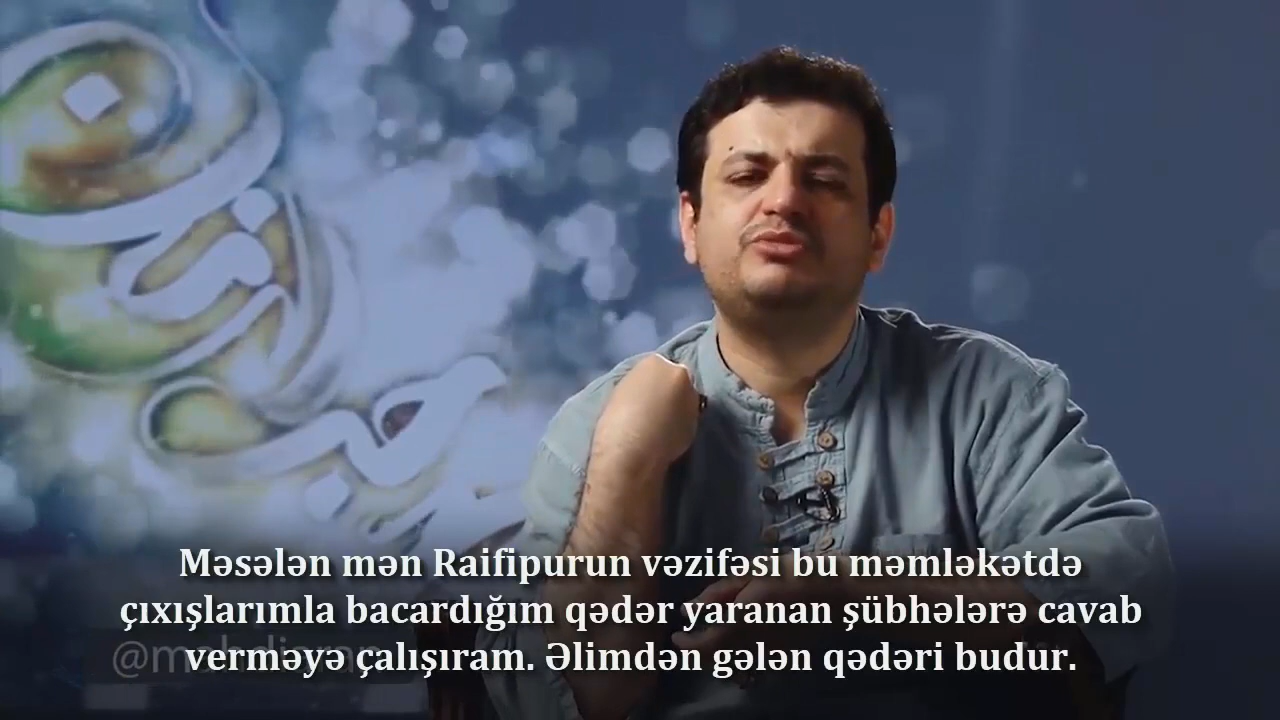 Məsələn mən Raifipurun vəzifəsi bu məmləkətdə
çıxışlarımla bacardığım qədər yaranan şübhələrə cavab
verməyə çalışıram. Əlimdən gələn qədəri budur.